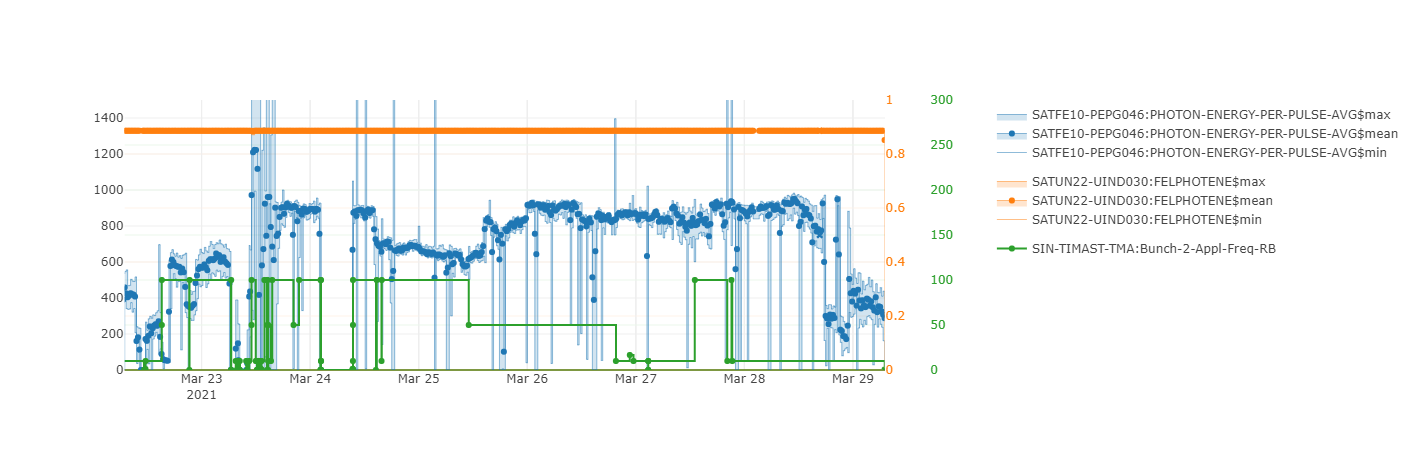 1400
1200
1000
800
600
400
200
0
1
0.8
0.6
0.4
0.2
0
300
250
200
150
100
50
0
Mar 23
2021
Mar 24
Mar 25
Mar 26
Mar 27
Mar 28
Mar 29
SATFE10-PEPG046:PHOTON-ENERGY-PER-PULSE-AVG$max
SATFE10-PEPG046:PHOTON-ENERGY-PER-PULSE-AVG$mean
SATFE10-PEPG046:PHOTON-ENERGY-PER-PULSE-AVG$min
SATUN22-UIND030:FELPHOTENE$max
SATUN22-UIND030:FELPHOTENE$mean
SATUN22-UIND030:FELPHOTENE$min
SIN-TIMAST-TMA:Bunch-2-Appl-Freq-RB